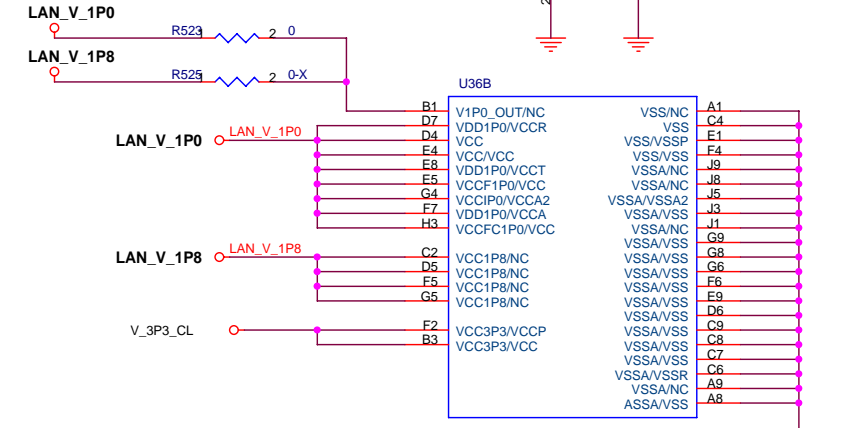 LAN_V_1P0
R523 1 2 0
LAN_V_1P8
R525 1 2 0-X
U36B
B1 V1P0_OUT/NC VSS/NC A1
D7 VDD1P0/VCCR VSS C4
LAN_V_1P0 LAN_V_1P0 D4 VCC VSS/VSSP E1
E4 VCC/VCC VSS/VSS F4
E8 VDD1P0/VCCT VSSA/NC J9
E5 VCCF1P0/VCC VSSA/NC J8
G4 VCCIP0/VCCA2 VSSA/VSSA2 J5
F7 VDD1P0/VCCA VSSA/VSS J3
H3 VCCFC1P0/VCC VSSA/NC J1
VSSA/VSS G9
LAN_V_1P8 LAN_V_1P8 C2 VCC1P8/NC VSSA/VSS G8
D5 VCC1P8/NC VSSA/VSS G6
F5 VCC1P8/NC VSSA/VSS F6
G5 VCC1P8/NC VSSA/VSS E9
VSSA/VSS D6
V_3P3_CL F2 VCC3P3/VCCP VSSA/VSS C9
B3 VCC3P3/VCC VSSA/VSS C8
VSSA/VSS C7
VSSA/VSSR C6
VSSA/NC A9
ASSA/VSS A8